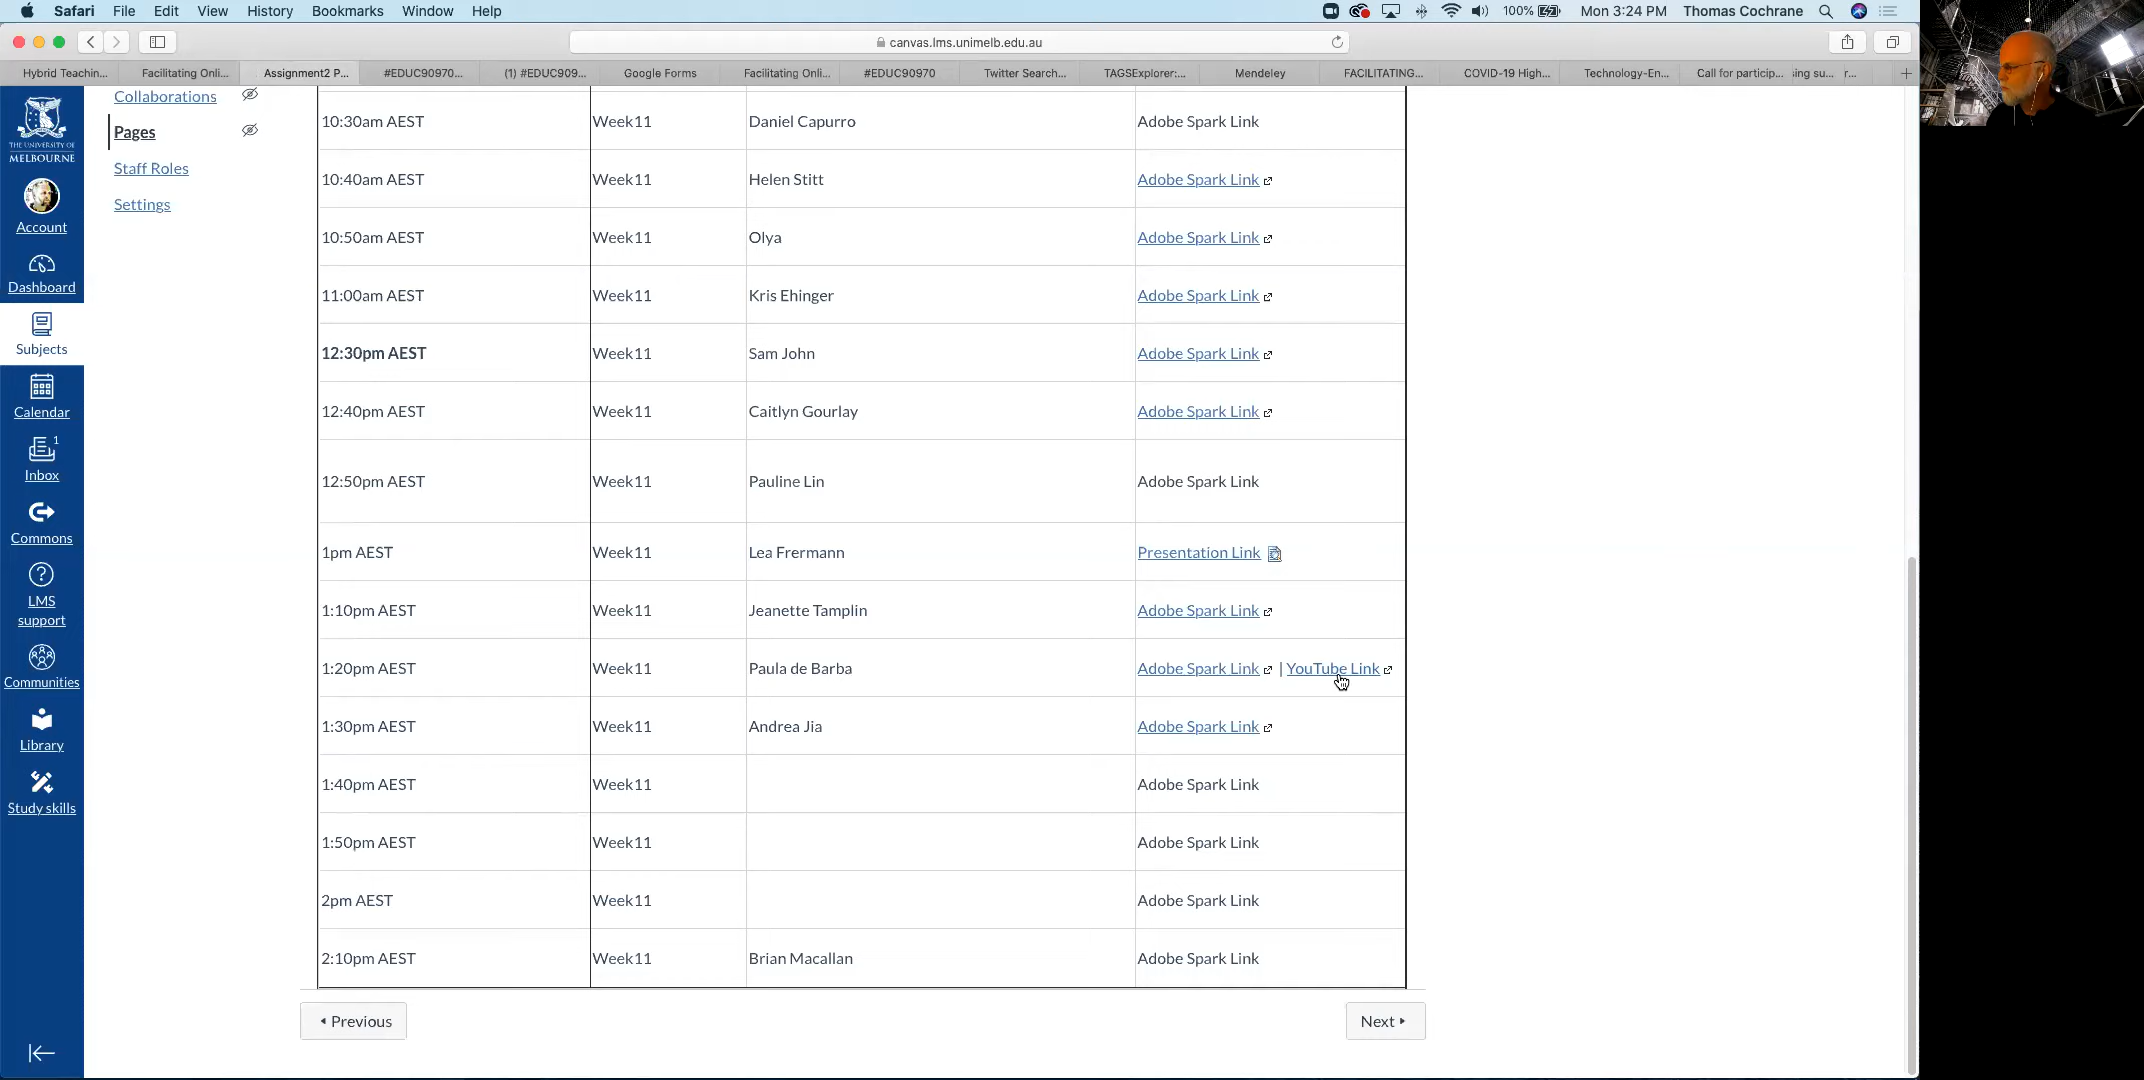 Safari File Edit View History Bookmarks Window Help 100% Mon 3:24 PM Thomas Cochrane
canvas.lms.unimelb.edu.au
Hybrid Teachin... Facilitating Onli... Assignment2 P... #EDUC90970... (1) #EDUC909... Google Forms Facilitating Onli... #EDUC90970 Twitter Search... TAGSExplorer:... Mendeley FACILITATING... COVID-19 High... Technology-En... Call for particip... ing su... r...
THE UNIVERSITY OF
MELBOURNE
Account
Dashboard
Subjects
Calendar
1
Inbox
Commons
LMS
support
Communities
Library
Study skills
Collaborations
Pages
Staff Roles
Settings
10:30am AEST Week11 Daniel Capurro Adobe Spark Link
10:40am AEST Week11 Helen Stitt Adobe Spark Link
10:50am AEST Week11 Olya Adobe Spark Link
11:00am AEST Week11 Kris Ehinger Adobe Spark Link
12:30pm AEST Week11 Sam John Adobe Spark Link
12:40pm AEST Week11 Caitlyn Gourlay Adobe Spark Link
12:50pm AEST Week11 Pauline Lin Adobe Spark Link
1pm AEST Week11 Lea Frermann Presentation Link
1:10pm AEST Week11 Jeanette Tamplin Adobe Spark Link
1:20pm AEST Week11 Paula de Barba Adobe Spark Link | YouTube Link
1:30pm AEST Week11 Andrea Jia Adobe Spark Link
1:40pm AEST Week11 Adobe Spark Link
1:50pm AEST Week11 Adobe Spark Link
2pm AEST Week11 Adobe Spark Link
2:10pm AEST Week11 Brian Macallan Adobe Spark Link
Previous Next